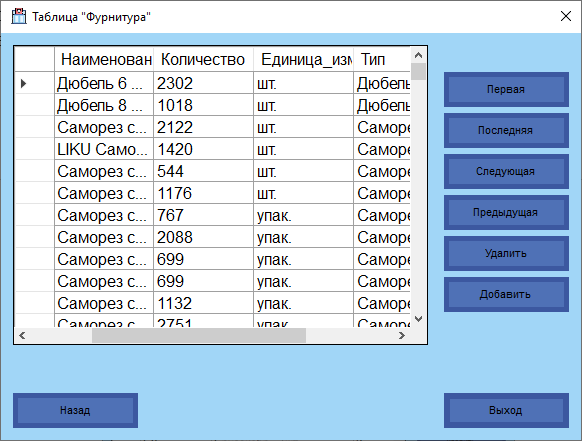 Таблица "Фурнитура"
Наименован Количество Единица_изм Тип
Дюбель 6 ... 2302 шт. Дюбель
Дюбель 8 ... 1018 шт. Дюбель
Саморез с... 2122 шт. Саморе
LIKU Само... 1420 шт. Саморе
Саморез с... 544 шт. Саморе
Саморез с... 1176 шт. Саморе
Саморез с... 767 упак. Саморе
Саморез с... 2088 упак. Саморе
Саморез с... 699 упак. Саморе
Саморез с... 699 упак. Саморе
Саморез с... 1132 упак. Саморе
Саморез с... 2751 упак. Саморе
Первая
Последняя
Следующая
Предыдущая
Удалить
Добавить
Назад
Выход